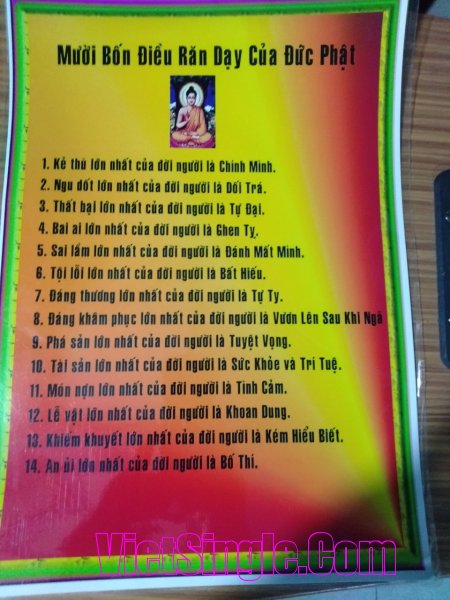 Mười Bốn Điều Răn Dạy Của Đức Phật
1. Kẻ thù lớn nhất của đời người là Chính Mình.
2. Ngu dốt lớn nhất của đời người là Dối Trá.
3. Thất bại lớn nhất của đời người là Tự Đại.
4. Bai ai lớn nhất của đời người là Ghen Tỵ.
5. Sai lầm lớn nhất của đời người là Đánh Mất Mình.
6. Tội lỗi lớn nhất của đời người là Bất Hiếu.
7. Đáng thương lớn nhất của đời người là Tự Ty.
8. Đáng khâm phục lớn nhất của đời người là Vươn Lên Sau Khi Ngã
9. Phá sản lớn nhất của đời người là Tuyệt Vọng.
10. Tài sản lớn nhất của đời người là Sức Khỏe và Trí Tuệ.
11. Món nợn lớn nhất của đời người là Tình Cảm.
12. Lễ vật lớn nhất của đời người là Khoan Dung.
13. Khiếm khuyết lớn nhất của đời người là Kém Hiểu Biết.
14. An ủi lớn nhất của đời người là Bố Thí.
VietSingle.Com